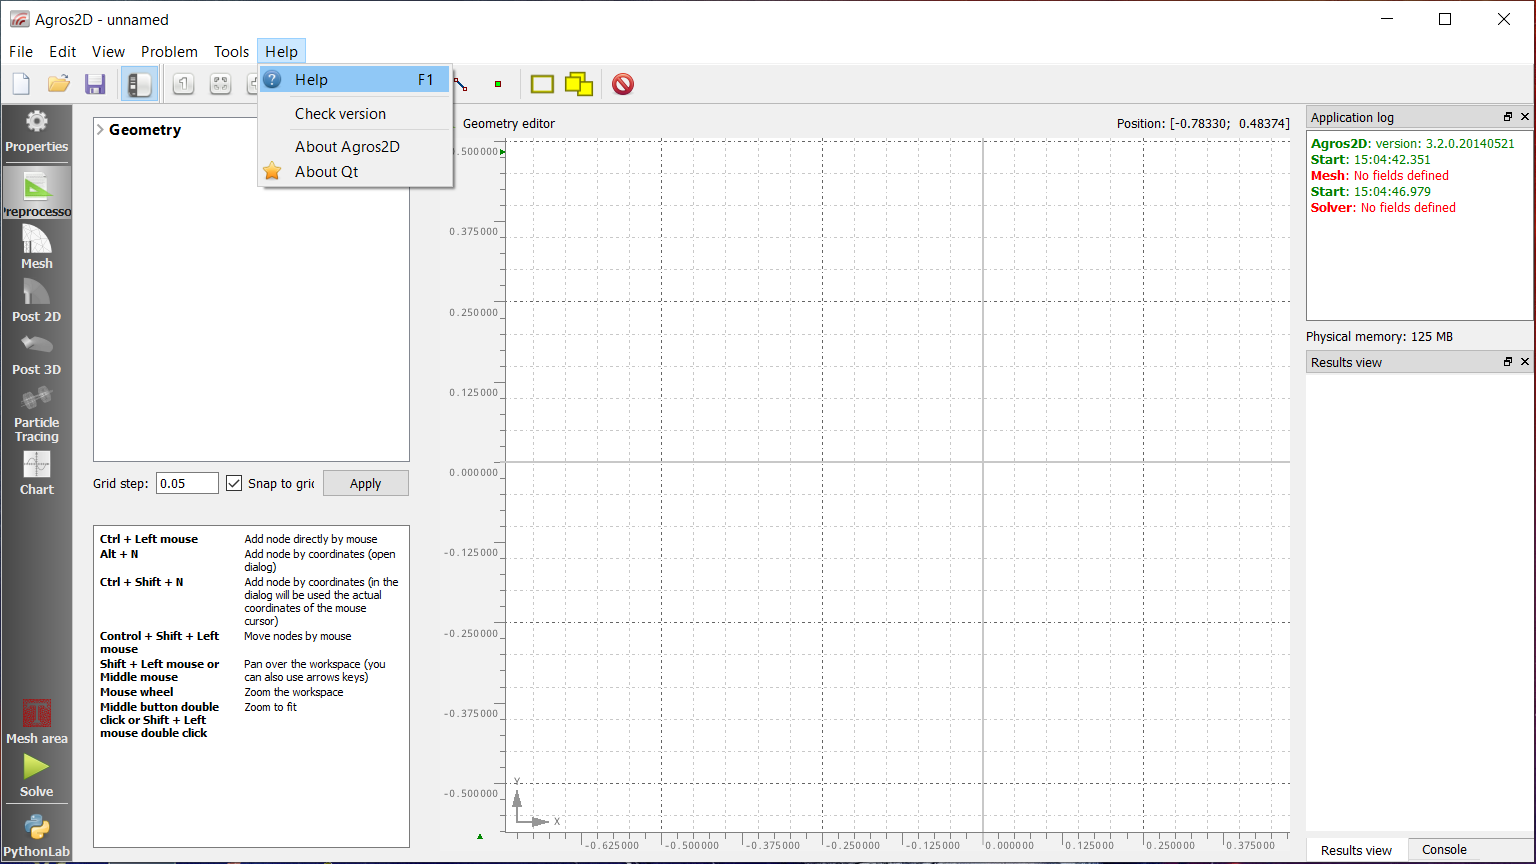 Agros2D - unnamed
File Edit View Problem Tools Help
Help F1
Check version
About Agros2D
About Qt
1
Properties
Preprocesso
Mesh
Post 2D
Post 3D
Particle
Tracing
Chart
Mesh area
Solve
PythonLab
Geometry
Grid step: 0.05 Snap to gric Apply
Ctrl + Left mouse Add node directly by mouse
Alt + N Add node by coordinates (open
dialog)
Ctrl + Shift + N Add node by coordinates (in the
dialog will be used the actual
coordinates of the mouse
cursor)
Control + Shift + Left Move nodes by mouse
mouse
Shift + Left mouse or Pan over the workspace (you
Middle mouse can also use arrows keys)
Mouse wheel Zoom the workspace
Middle button double Zoom to fit
click or Shift + Left
mouse double click
Geometry editor Position: [-0.78330; 0.48374]
.500000
0.375000
0.250000
0.125000
0.000000
-0.125000
-0.250000
-0.375000
-0.500000
Y
X
-0.625000 -0.500000 -0.375000 -0.250000 -0.125000 0.000000 0.125000 0.250000 0.375000
Application log
Agros2D: version: 3.2.0.20140521
Start: 15:04:42.351
Mesh: No fields defined
Start: 15:04:46.979
Solver: No fields defined
Physical memory: 125 MB
Results view
Results view Console